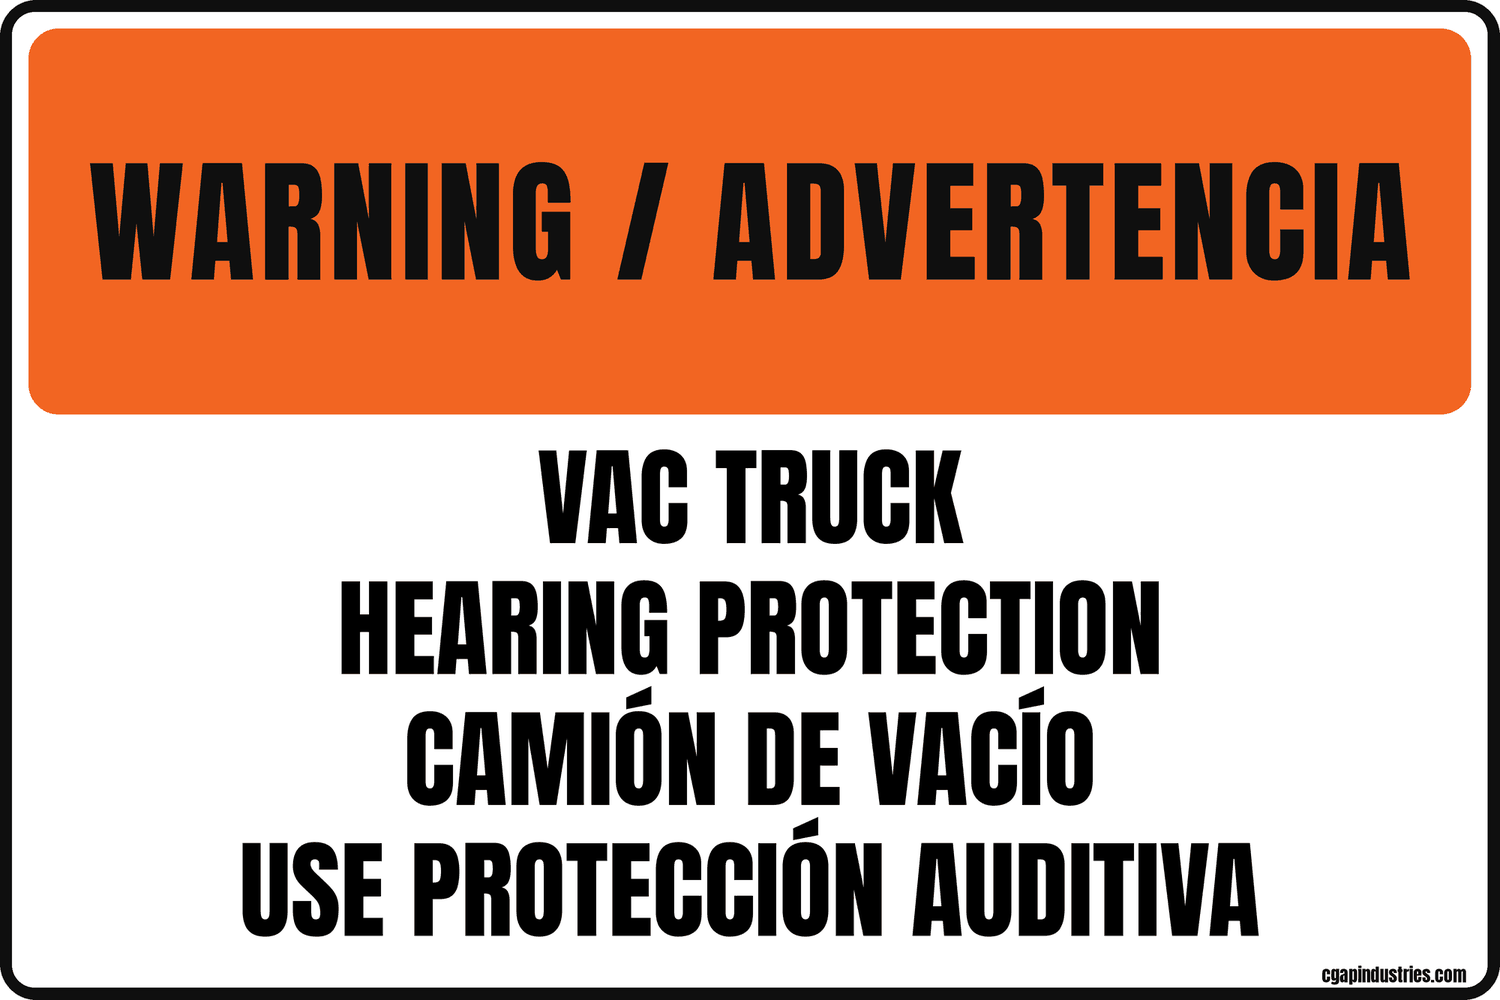 WARNING / ADVERTENCIA
VAC TRUCK
HEARING PROTECTION
CAMIÓN DE VACÍO
USE PROTECCIÓN AUDITIVA
cgapindustries.com